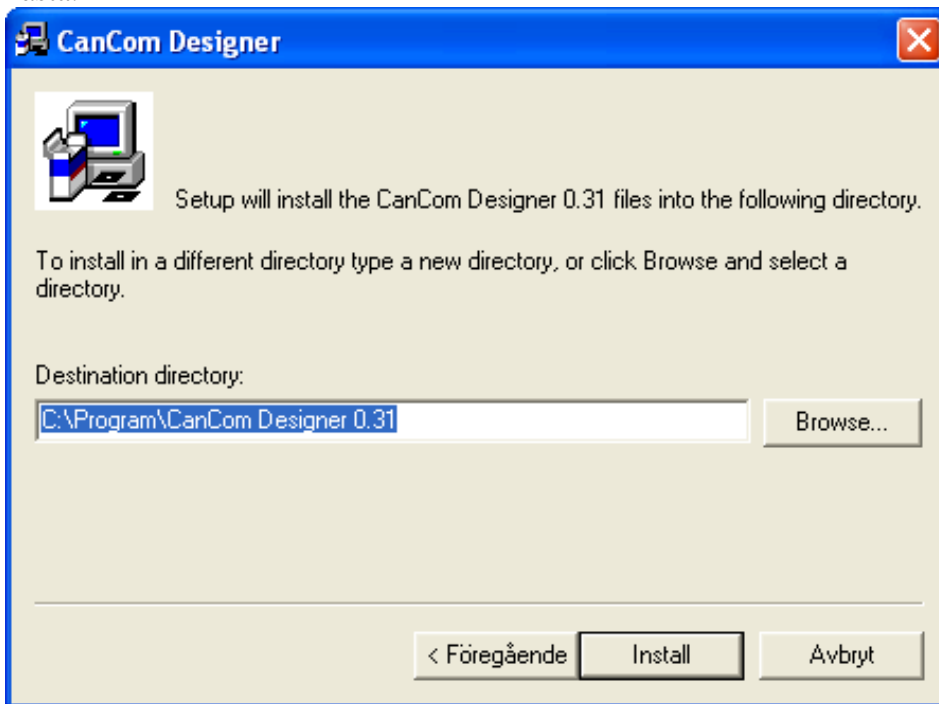 CanCom Designer
Setup will install the CanCom Designer 0.31 files into the following directory.
To install in a different directory type a new directory, or click Browse and select a
directory.
Destination directory:
C:\Program\CanCom Designer 0.31
Browse...
< Föregående
Install
Avbryt